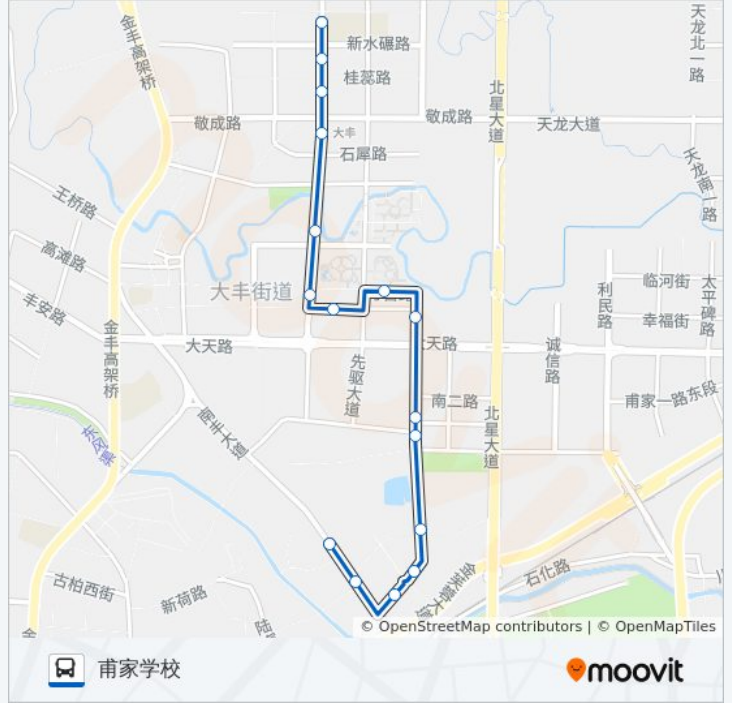 金丰高架桥
新水碾路
天龙北一路
桂蕊路
北星大道
敬成路
敬成路
天龙大道
大丰
石犀路
天龙南一路
王桥路
高滩路
大丰街道
利民路
临河街
太平碑路
丰安路
幸福街
金丰高架桥
大天路
天路
诚信路
先驱大道
南二路
甫家一路东段
南丰大道
北星大道
东风渠
石化路
古柏西街
新荷路
© OpenStreetMap contributors | © OpenMapTiles
甫家学校
moovit